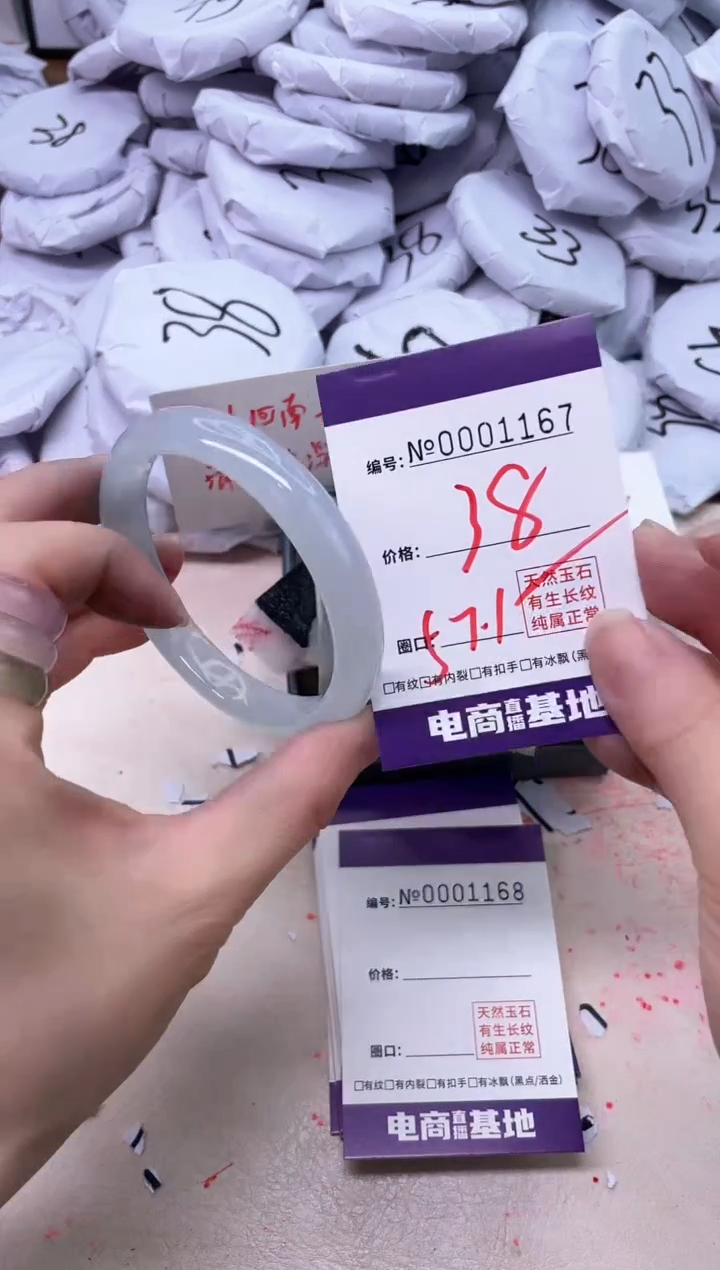 38
33
38
38
33
编号:№0001167
价格: 38
圈口: 57.1
天然玉石
有生长纹
纯属正常
□有纹□有内裂□有扣手□有冰飘(黑
电商直播基地
编号:№0001168
价格:
圈口:
天然玉石
有生长纹
纯属正常
□有纹□有内裂□有扣手□有冰飘(黑点/洒金)
电商直播基地